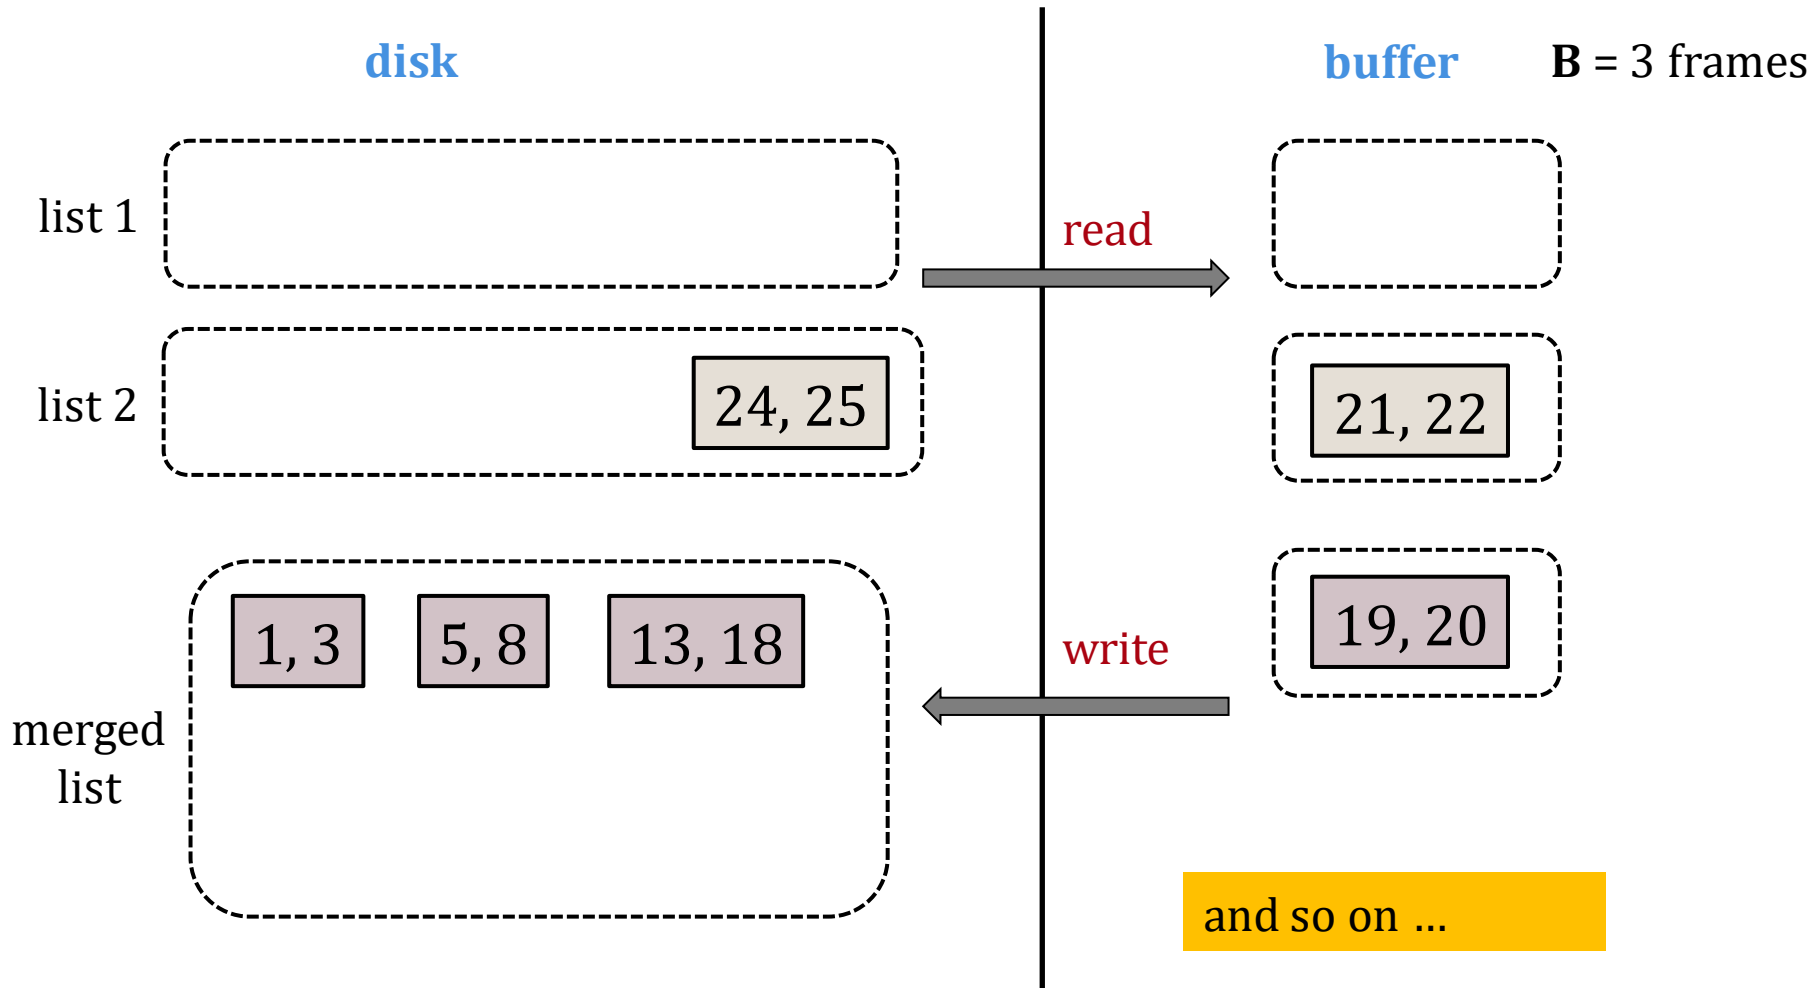 disk
buffer
B = 3 frames
list 1
read
list 2
24, 25
21, 22
1, 3
5, 8
13, 18
19, 20
write
merged
list
and so on ...